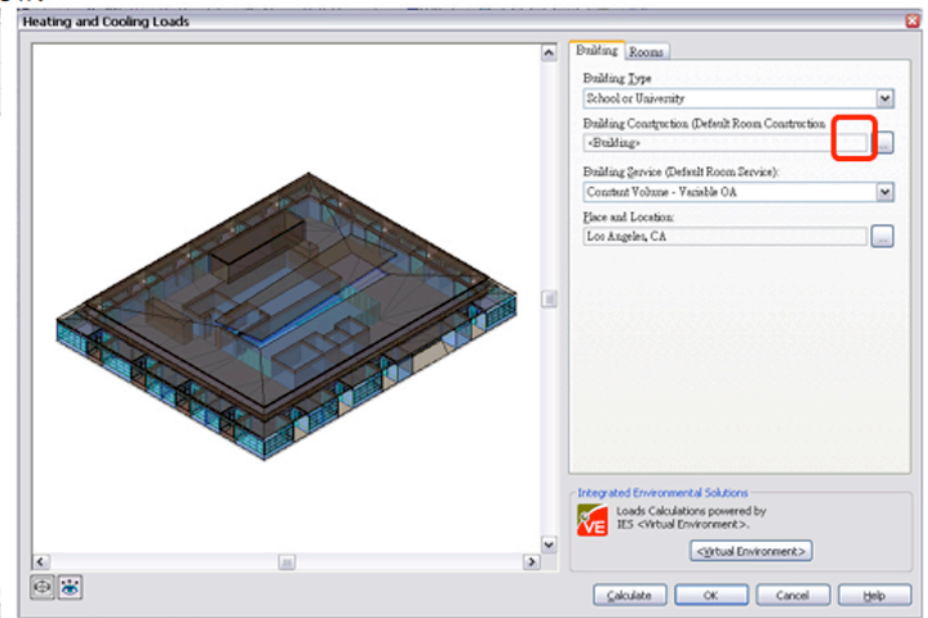 Heating and Cooling Loads
Building
Rooms
Building Type
School or University
Building Construction (Default Room Construction
<Building>
...
Building Service (Default Room Service):
Constant Volume - Variable OA
Place and Location:
Los Angeles, CA
...
Integrated Environmental Solutions
VE
Loads Calculations powered by
IES <Virtual Environment>.
<Virtual Environment>
Calculate
OK
Cancel
Help